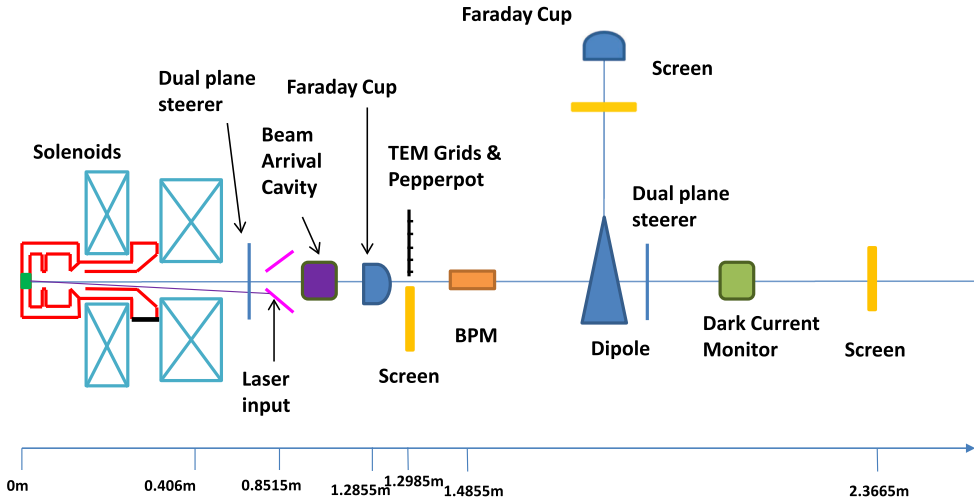 Faraday Cup
Screen
Dual plane
steerer
Faraday Cup
Beam
Arrival
Cavity
TEM Grids &
Pepperpot
Solenoids
Dual plane
steerer
Laser
input
Screen
BPM
Dipole
Dark Current
Monitor
Screen
0m
0.406m
0.8515m
1.2855m
1.2985m
1.4855m
2.3665m